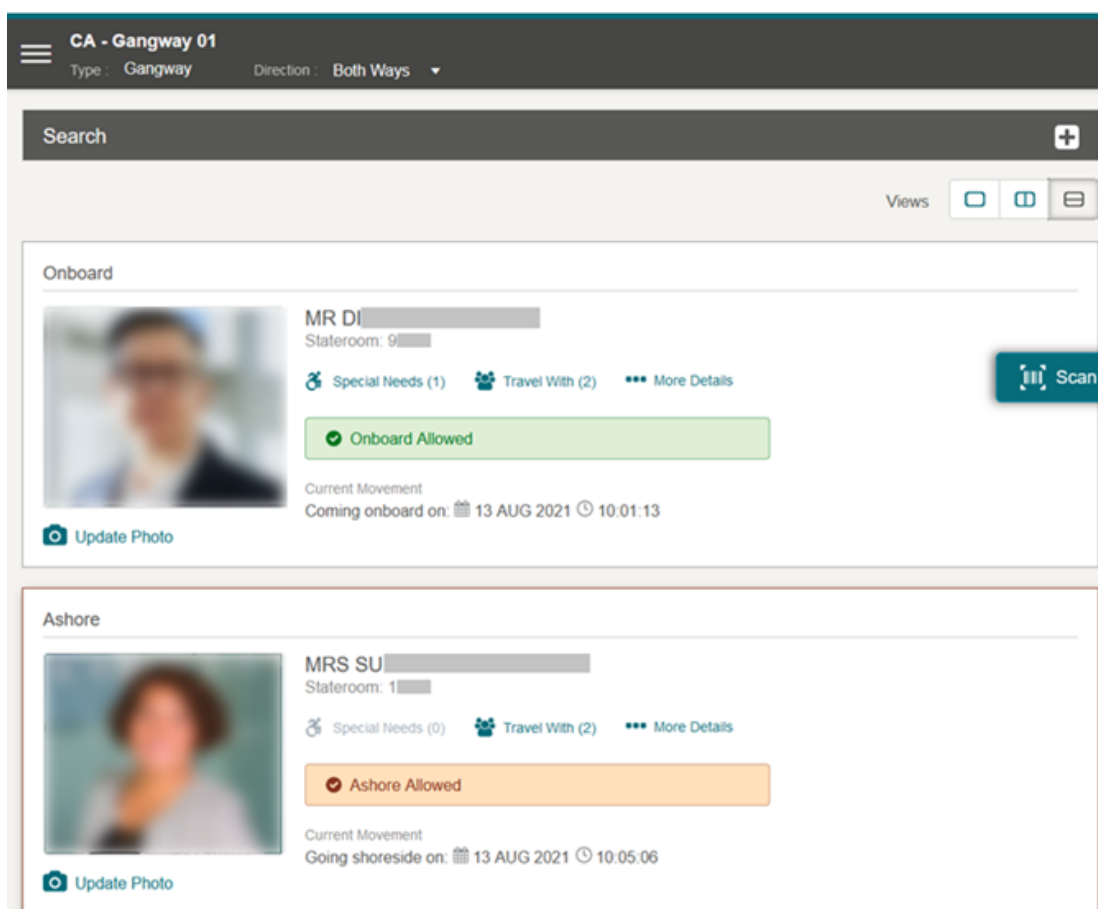 CA - Gangway 01
Type : Gangway Direction : Both Ways
Search
Views
Onboard
MR DI
Stateroom: 9
Special Needs (1) Travel With (2) More Details
Scan
Onboard Allowed
Current Movement
Coming onboard on: 13 AUG 2021 10:01:13
Update Photo
Ashore
MRS SU
Stateroom: 1
Special Needs (0) Travel With (2) More Details
Ashore Allowed
Current Movement
Going shoreside on: 13 AUG 2021 10:05:06
Update Photo